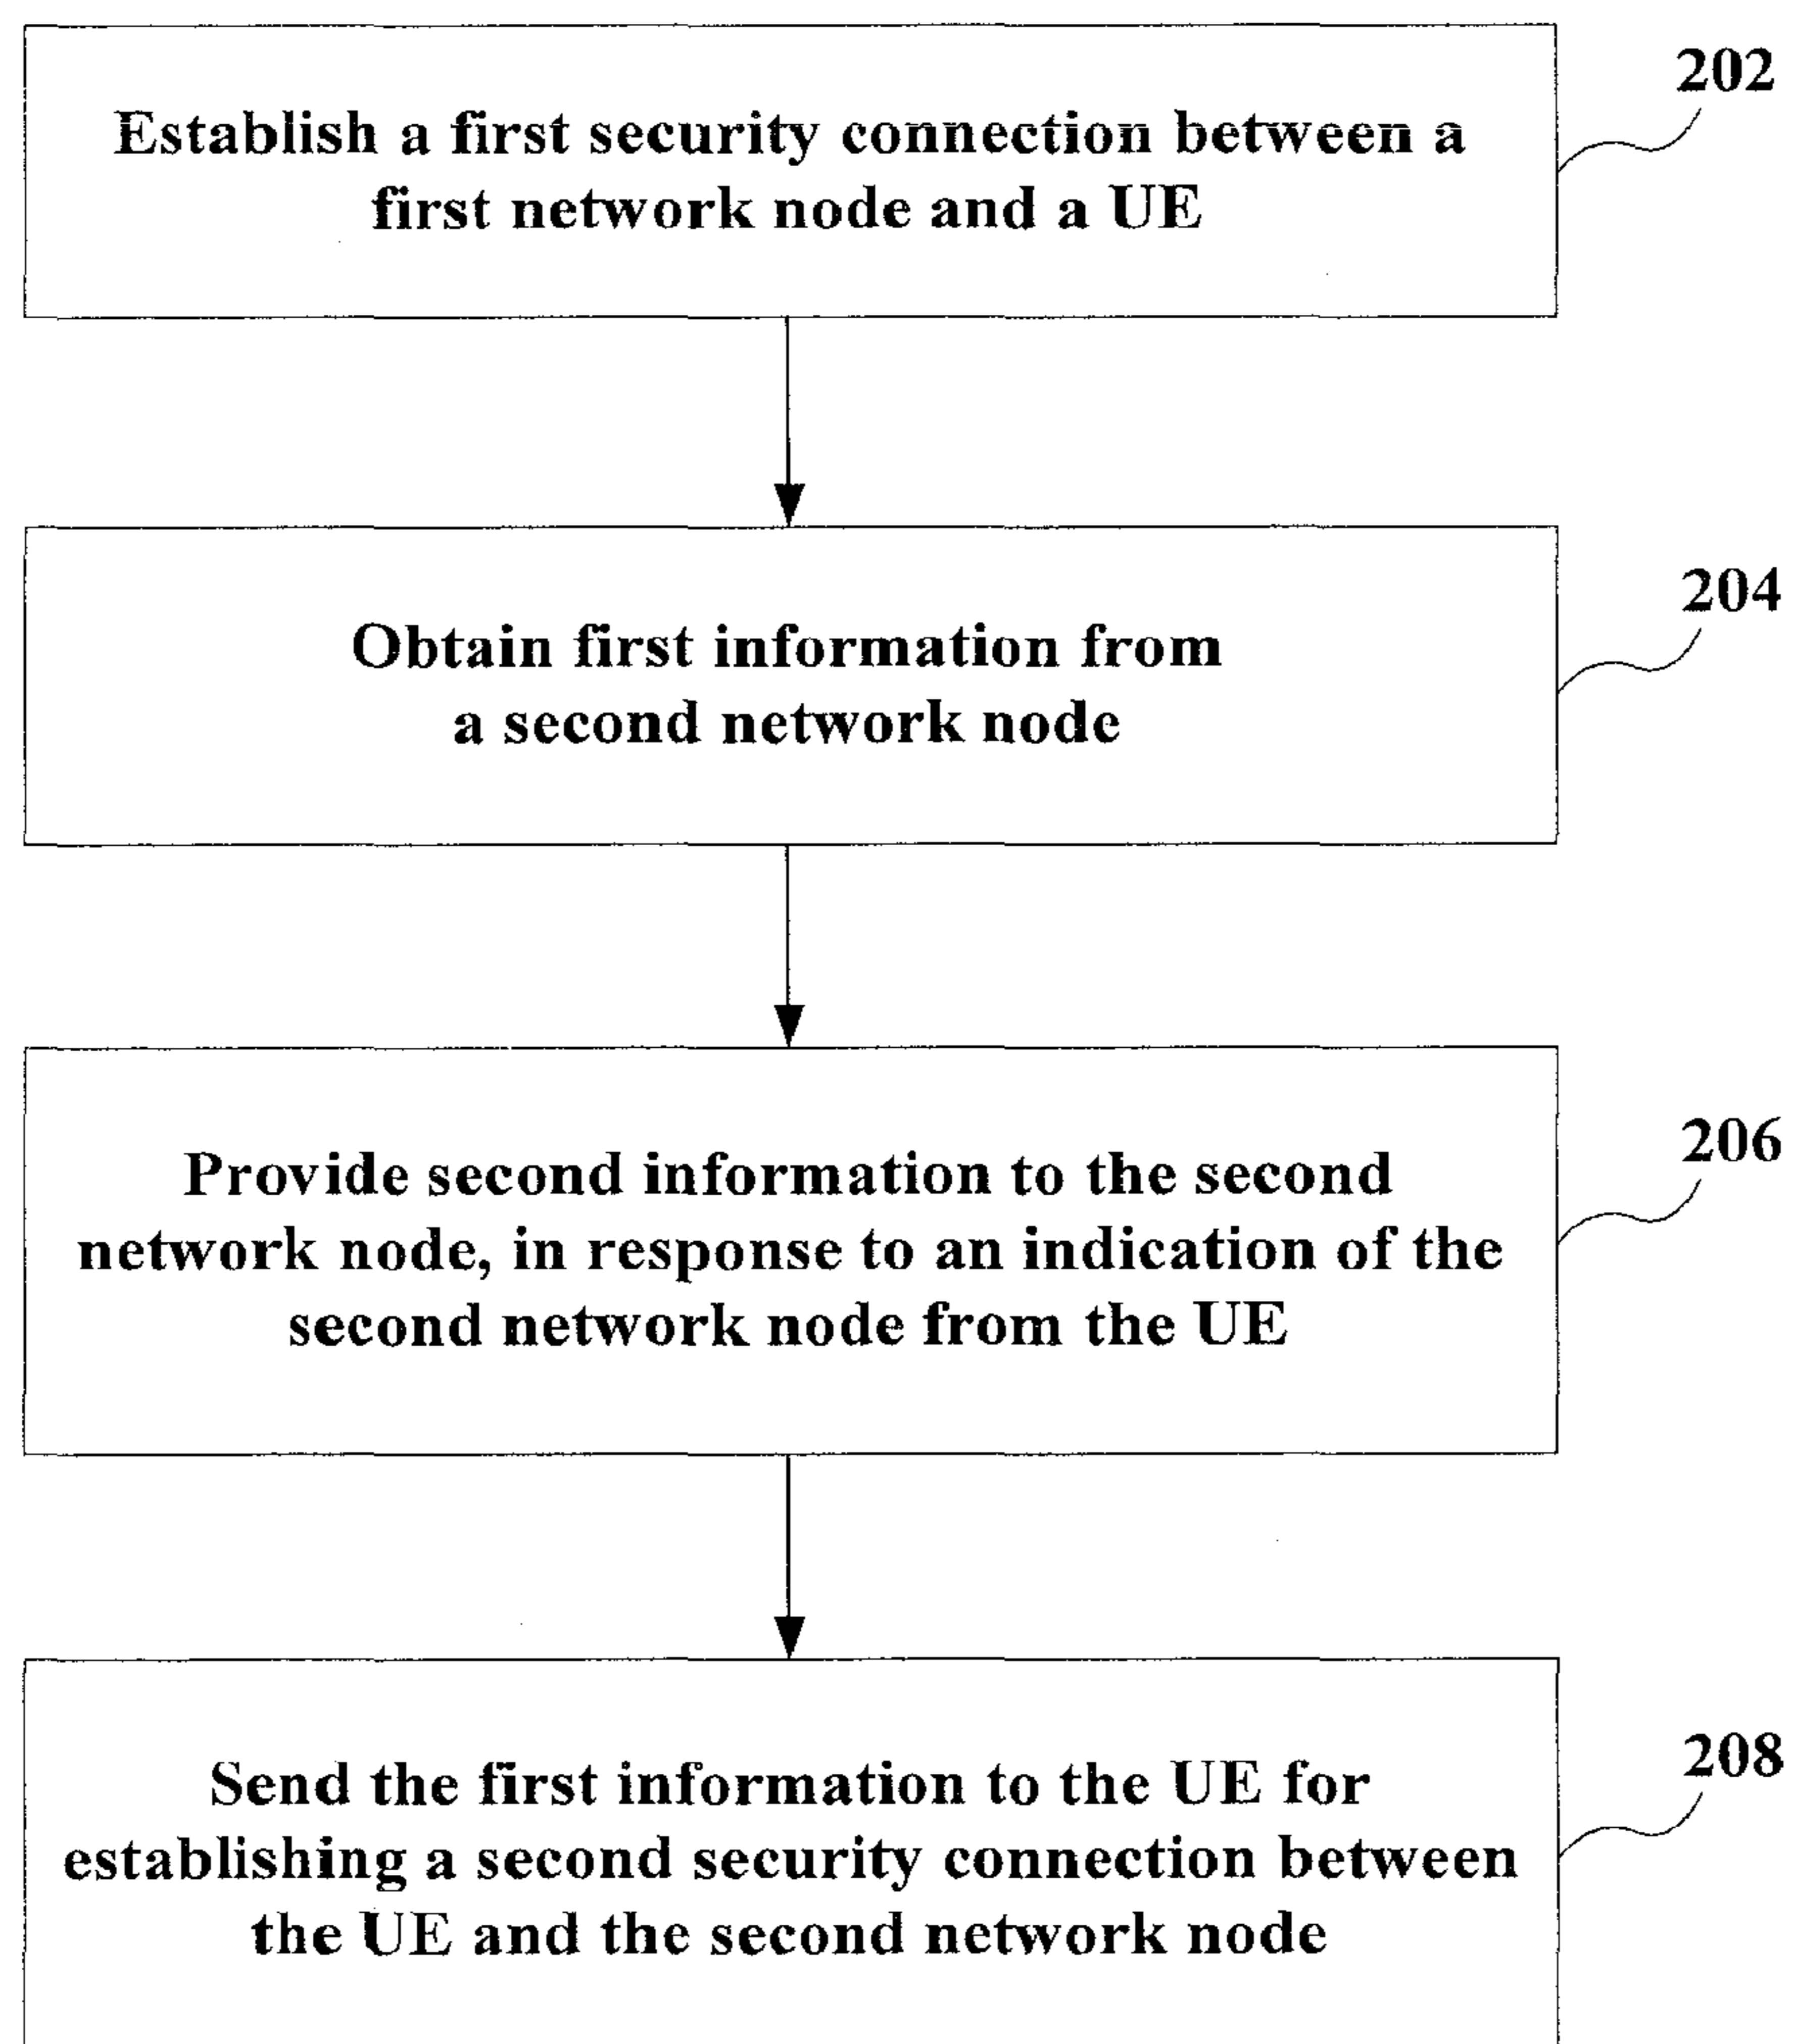 Establish a first security connection between a
first network node and a UE
202
Obtain first information from
a second network node
204
Provide second information to the second
network node, in response to an indication of the
second network node from the UE
206
Send the first information to the UE for
establishing a second security connection between
the UE and the second network node
208